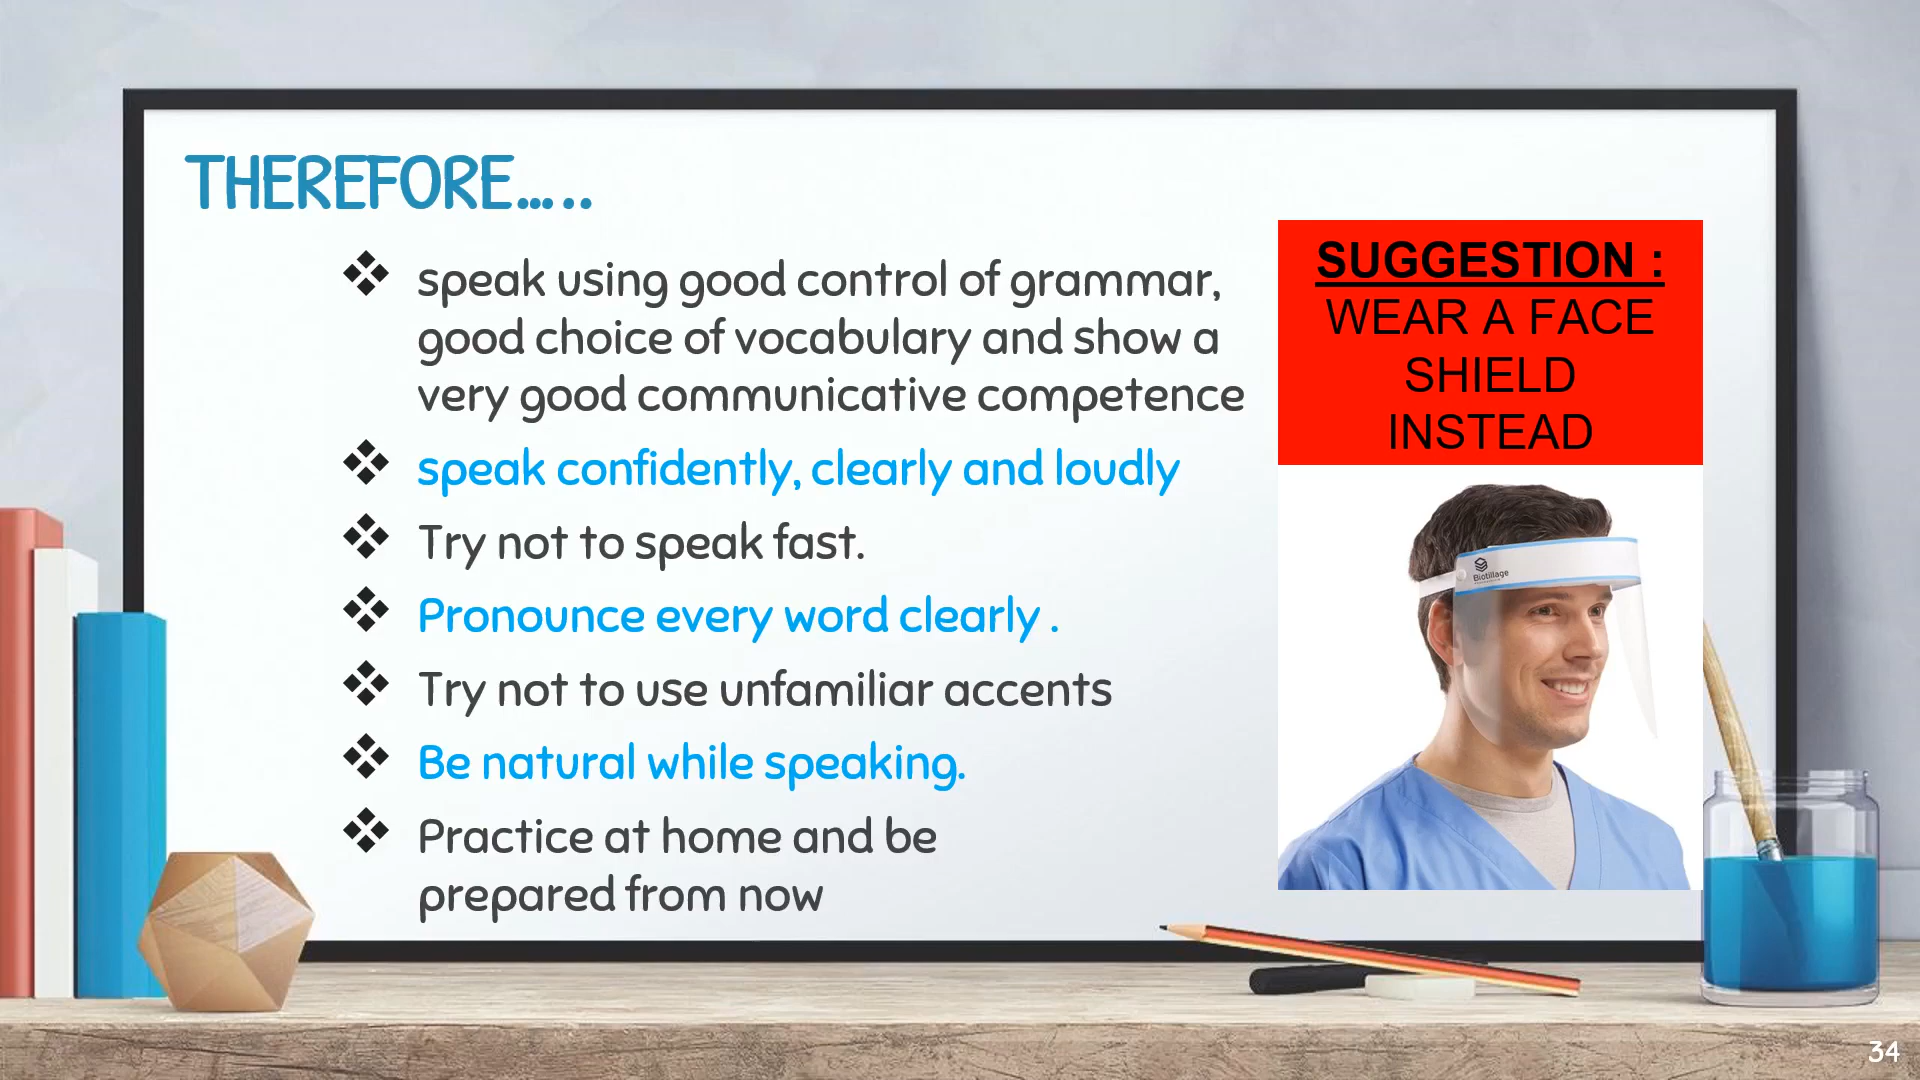 THEREFORE.....
❖ speak using good control of grammar,
good choice of vocabulary and show a
very good communicative competence
❖ speak confidently, clearly and loudly
❖ Try not to speak fast.
❖ Pronounce every word clearly .
❖ Try not to use unfamiliar accents
❖ Be natural while speaking.
❖ Practice at home and be
prepared from now
SUGGESTION :
WEAR A FACE
SHIELD
INSTEAD
Biotillage
34